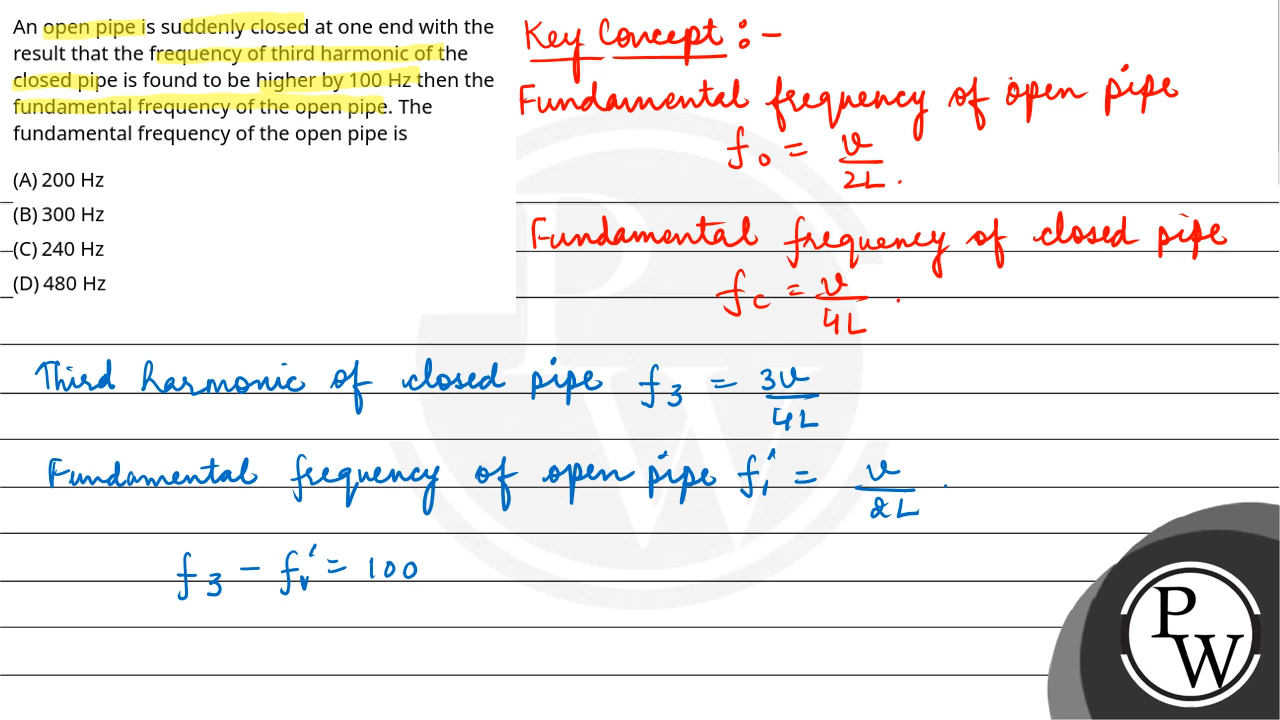 An open pipe is suddenly closed at one end with the
result that the frequency of third harmonic of the
closed pipe is found to be higher by 100 Hz then the
fundamental frequency of the open pipe. The
fundamental frequency of the open pipe is
(A) 200 Hz
(B) 300 Hz
(C) 240 Hz
(D) 480 Hz
Key Concept :-
Fundamental frequency of open pipe
f₀ = v/2L.
Fundamental frequency of closed pipe
f_c = v/4L.
Third harmonic of closed pipe f₃ = 3v/4L
Fundamental frequency of open pipe f₁' = v/2L.
f₃ - f₁' = 100
PW